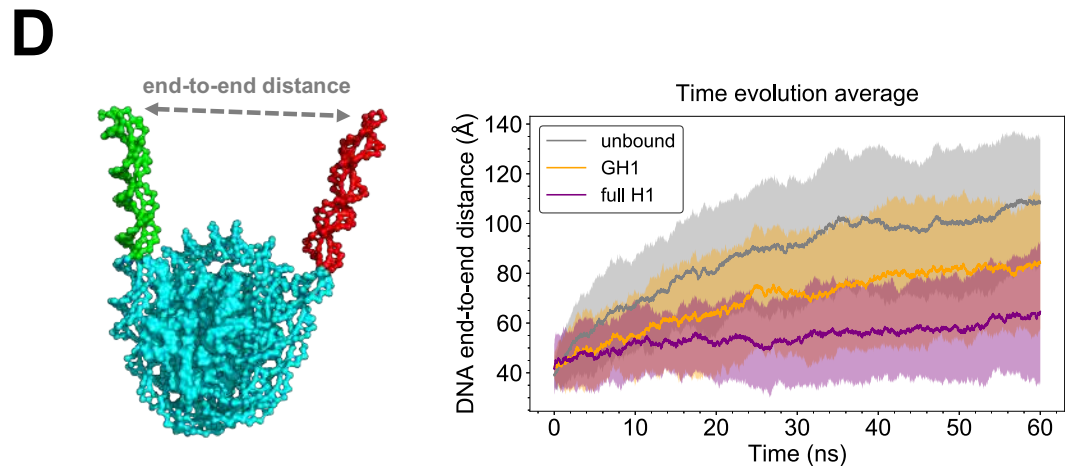 D
end-to-end distance
Time evolution average
DNA end-to-end distance (Å)
140
120
100
80
60
40
unbound
GH1
full H1
0 10 20 30 40 50 60
Time (ns)